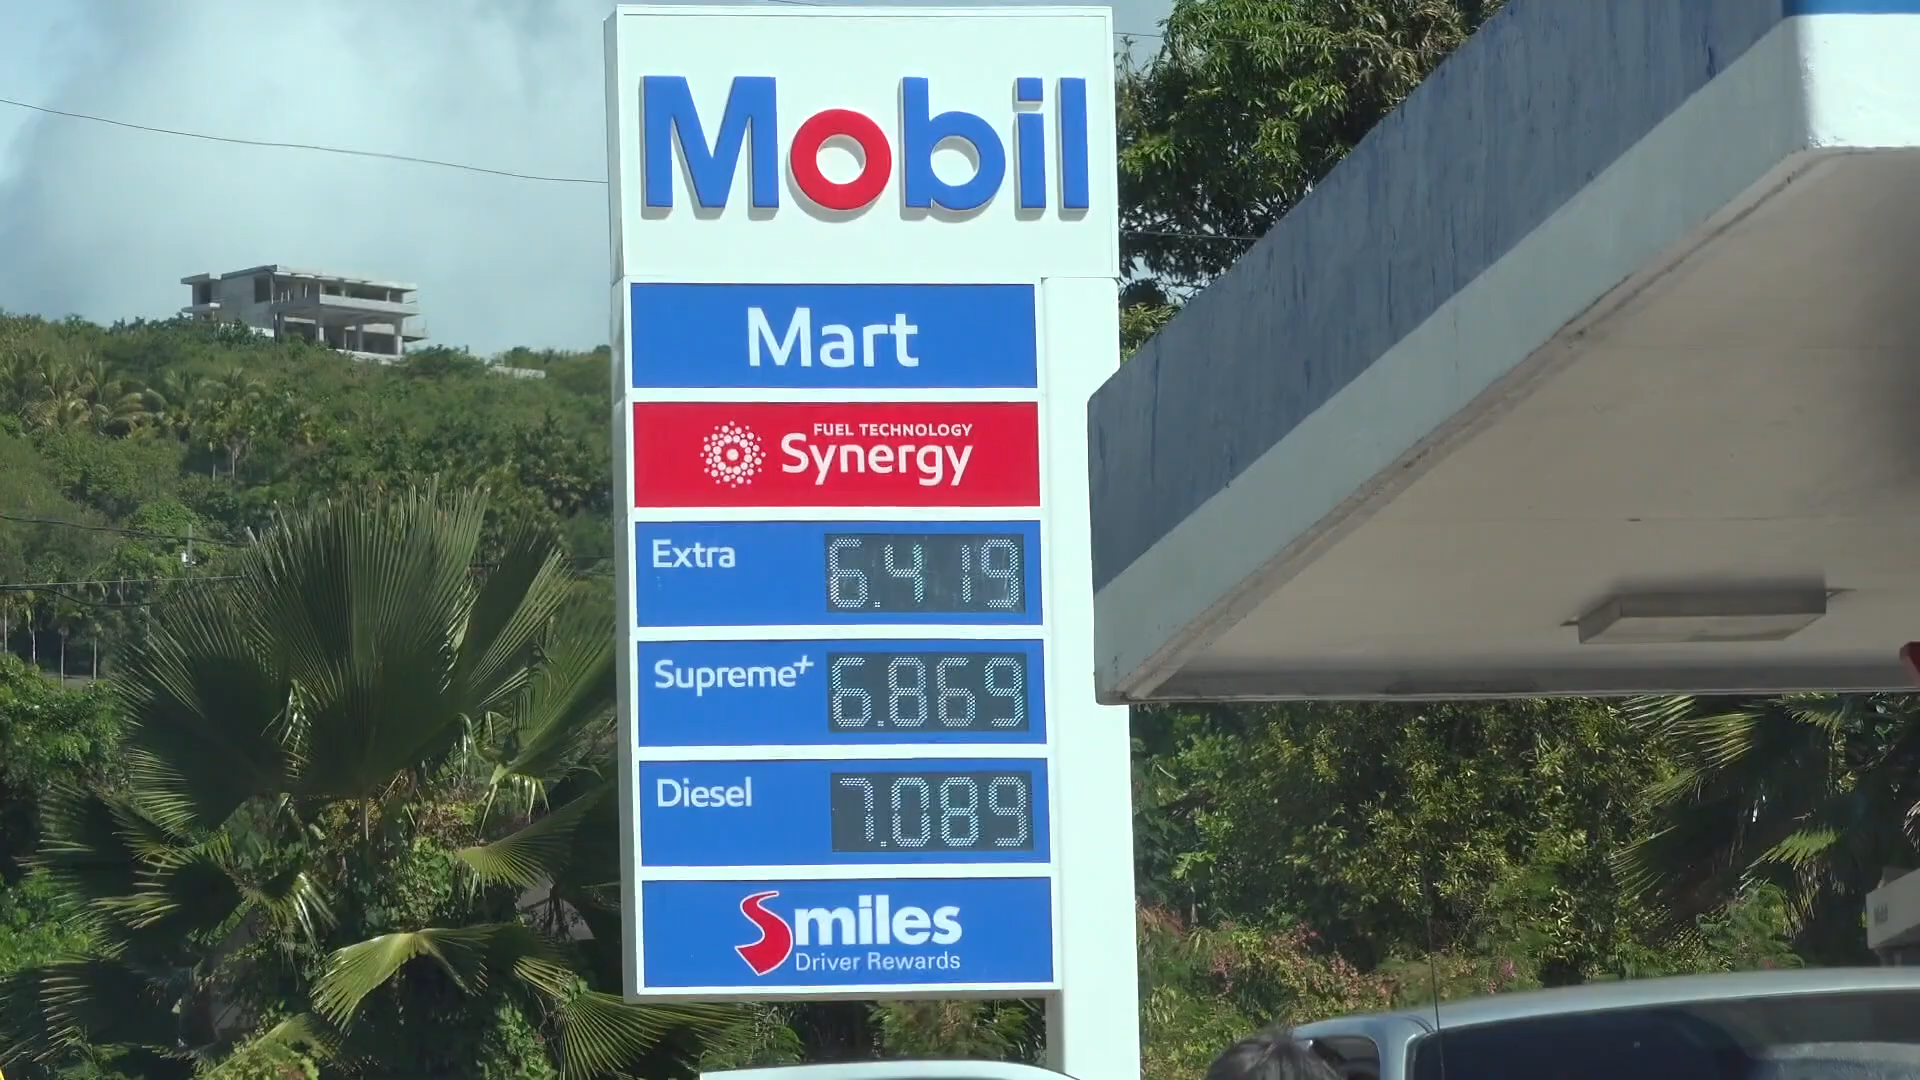 Mobil
Mart
FUEL TECHNOLOGY
Synergy
Extra 6.419
Supreme+ 6.869
Diesel 7.089
Smiles
Driver Rewards